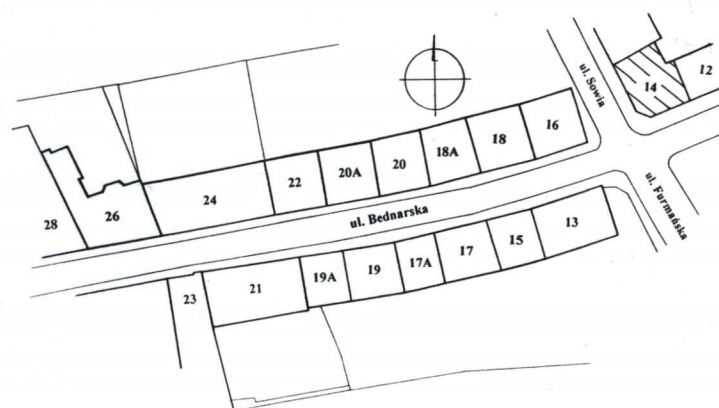 ul. Sowia
12
14
16
18
18A
20
20A
22
24
26
28
ul. Bednarska
ul. Furmańska
13
15
17
17A
19
19A
21
23